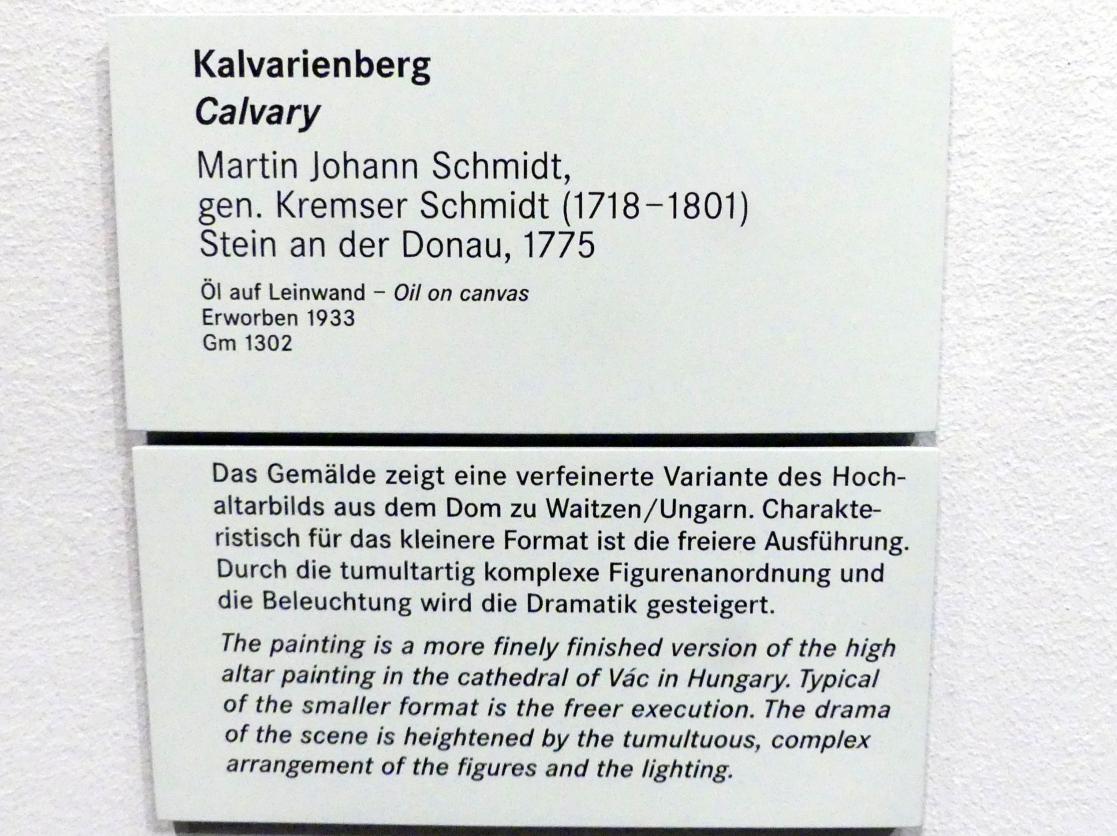 Kalvarienberg
Calvary
Martin Johann Schmidt,
gen. Kremser Schmidt (1718–1801)
Stein an der Donau, 1775
Öl auf Leinwand – Oil on canvas
Erworben 1933
Gm 1302
Das Gemälde zeigt eine verfeinerte Variante des Hoch-
altarbilds aus dem Dom zu Waitzen/Ungarn. Charakte-
ristisch für das kleinere Format ist die freiere Ausführung.
Durch die tumultartig komplexe Figurenanordnung und
die Beleuchtung wird die Dramatik gesteigert.
The painting is a more finely finished version of the high
altar painting in the cathedral of Vác in Hungary. Typical
of the smaller format is the freer execution. The drama
of the scene is heightened by the tumultuous, complex
arrangement of the figures and the lighting.